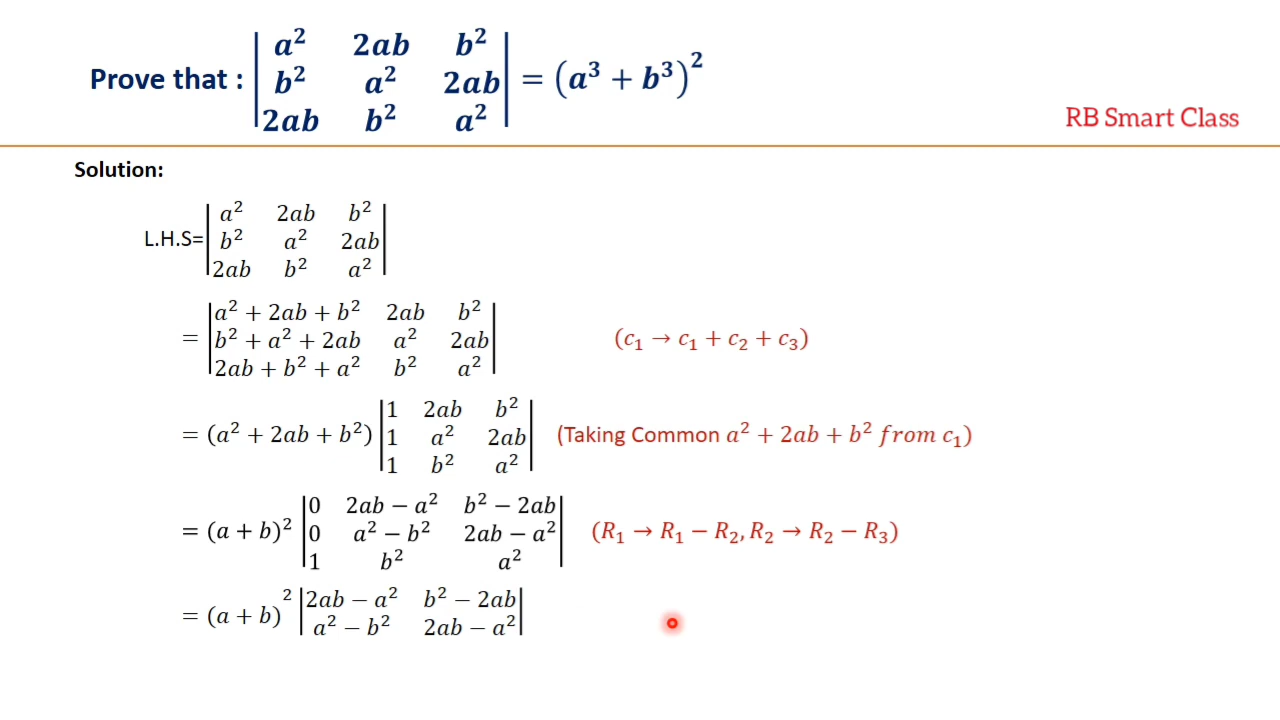 Prove that : | a² 2ab b² |
| b² a² 2ab | = (a³ + b³)²
| 2ab b² a² |
RB Smart Class
Solution:
| a² 2ab b² |
L.H.S= | b² a² 2ab |
| 2ab b² a² |
| a² + 2ab + b² 2ab b² |
= | b² + a² + 2ab a² 2ab | (c₁ → c₁ + c₂ + c₃)
| 2ab + b² + a² b² a² |
| 1 2ab b² |
= (a² + 2ab + b²) | 1 a² 2ab | (Taking Common a² + 2ab + b² from c₁)
| 1 b² a² |
| 0 2ab − a² b² − 2ab |
= (a + b)² | 0 a² − b² 2ab − a² | (R₁ → R₁ − R₂, R₂ → R₂ − R₃)
| 1 b² a² |
= (a + b)² | 2ab − a² b² − 2ab |
| a² − b² 2ab − a² |